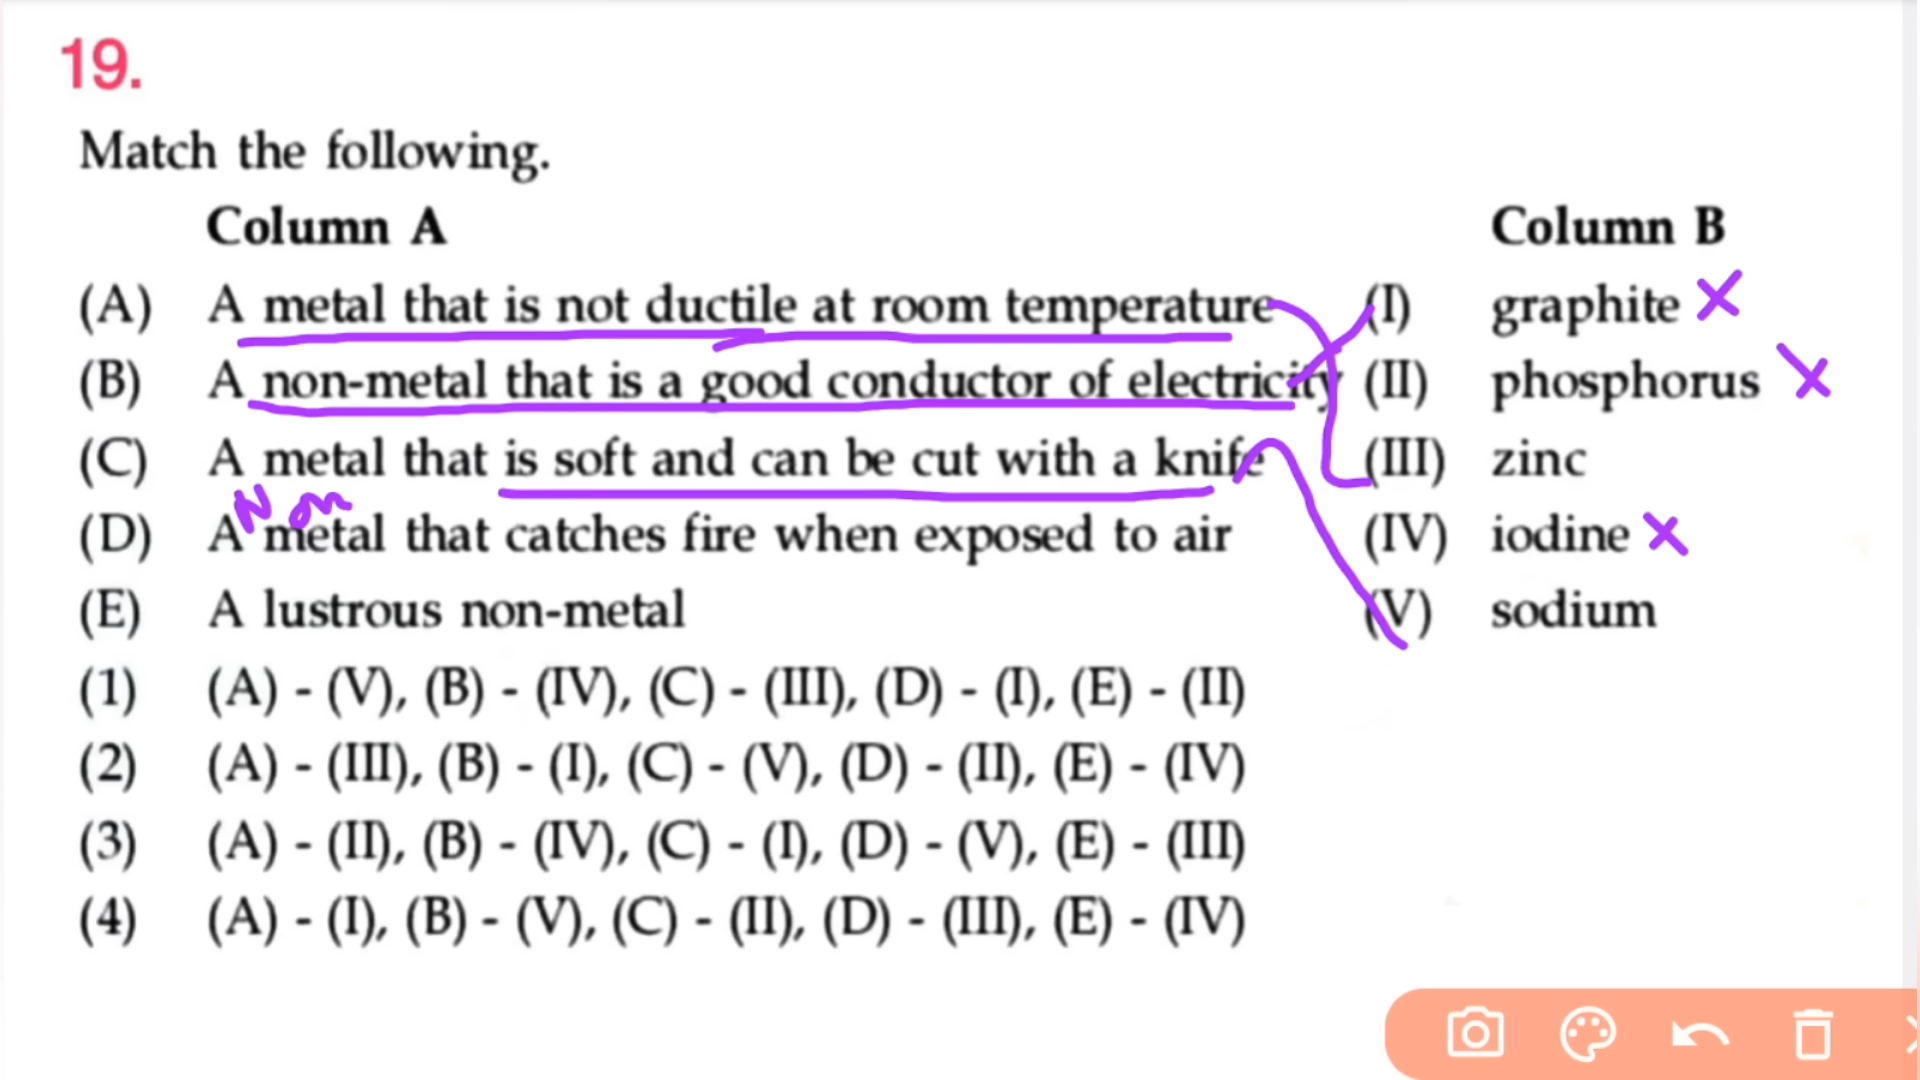 19.
Match the following.
Column A Column B
(A) A metal that is not ductile at room temperature (I) graphite
(B) A non-metal that is a good conductor of electricity (II) phosphorus
(C) A metal that is soft and can be cut with a knife (III) zinc
Non
(D) A metal that catches fire when exposed to air (IV) iodine
(E) A lustrous non-metal (V) sodium
(1) (A) - (V), (B) - (IV), (C) - (III), (D) - (I), (E) - (II)
(2) (A) - (III), (B) - (I), (C) - (V), (D) - (II), (E) - (IV)
(3) (A) - (II), (B) - (IV), (C) - (I), (D) - (V), (E) - (III)
(4) (A) - (I), (B) - (V), (C) - (II), (D) - (III), (E) - (IV)